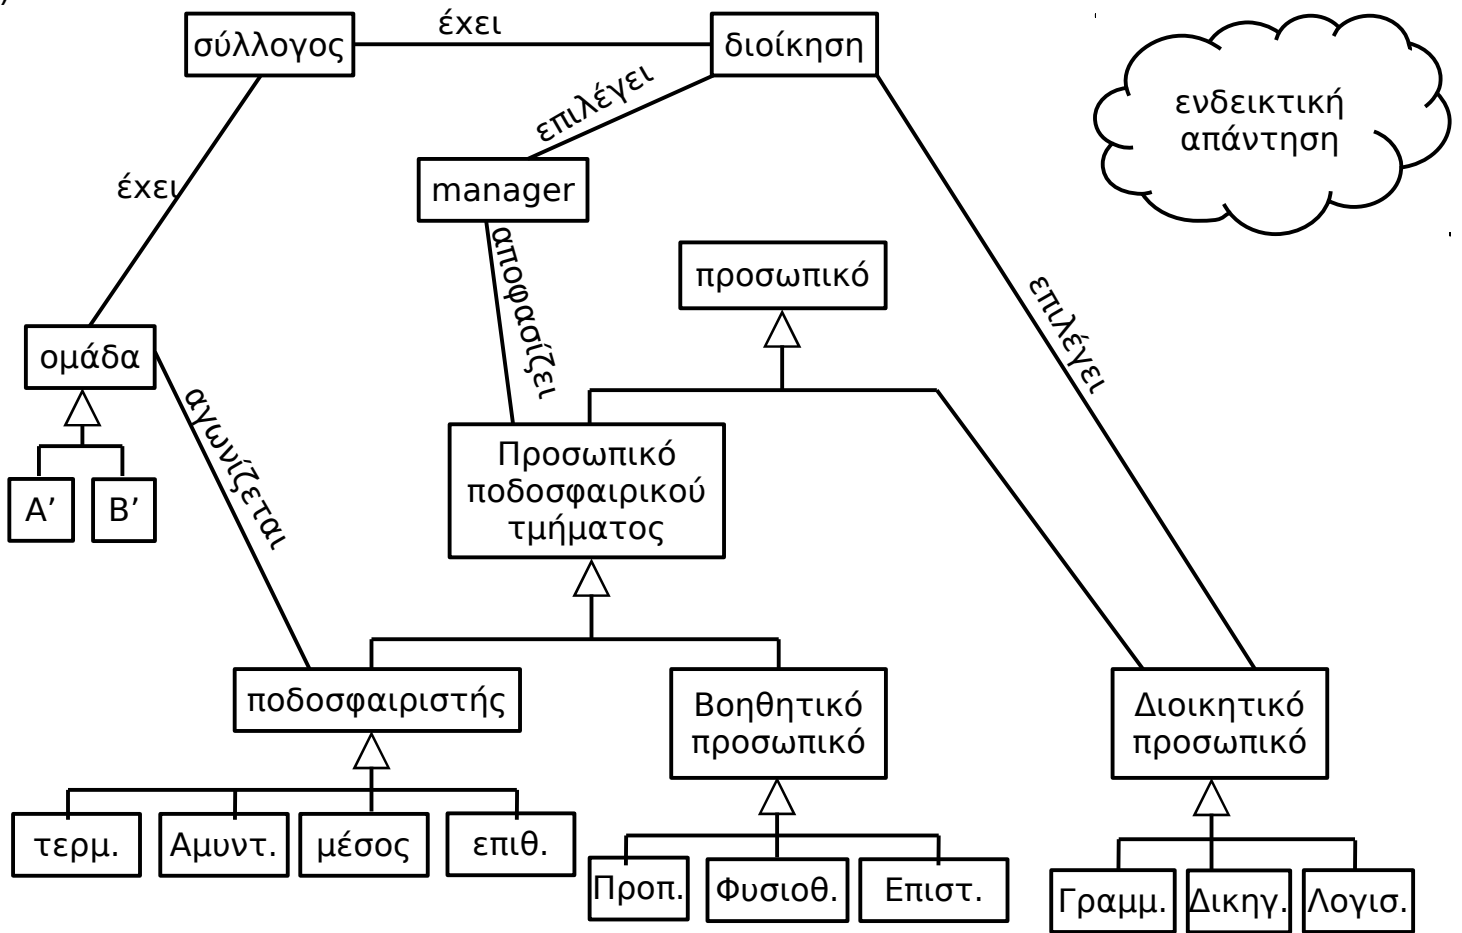 )
έχει
σύλλογος
διοίκηση
ενδεικτική
απάντηση
επιλέγει
έχει
manager
αποφασίζει
προσωπικό
επιλέγει
ομάδα
αγωνίζεται
Α’
Β’
Προσωπικό
ποδοσφαιρικού
τμήματος
ποδοσφαιριστής
Βοηθητικό
προσωπικό
Διοικητικό
προσωπικό
τερμ.
Αμυντ.
μέσος
επιθ.
Προπ.
Φυσιοθ.
Επιστ.
Γραμμ.
Δικηγ.
Λογισ.